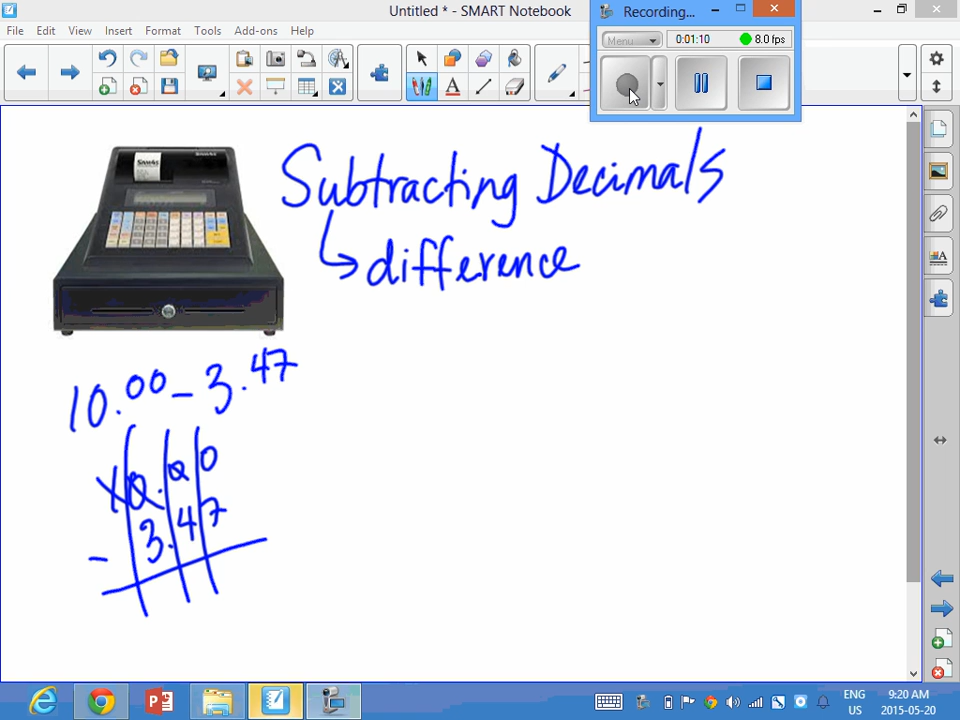 Untitled * - SMART Notebook
Recording...
File Edit View Insert Format Tools Add-ons Help
Menu 0:01:10 8.0 fps
Subtracting Decimals
difference
10.00 - 3.47
10.00
- 3.47
ENG 9:20 AM
US 2015-05-20